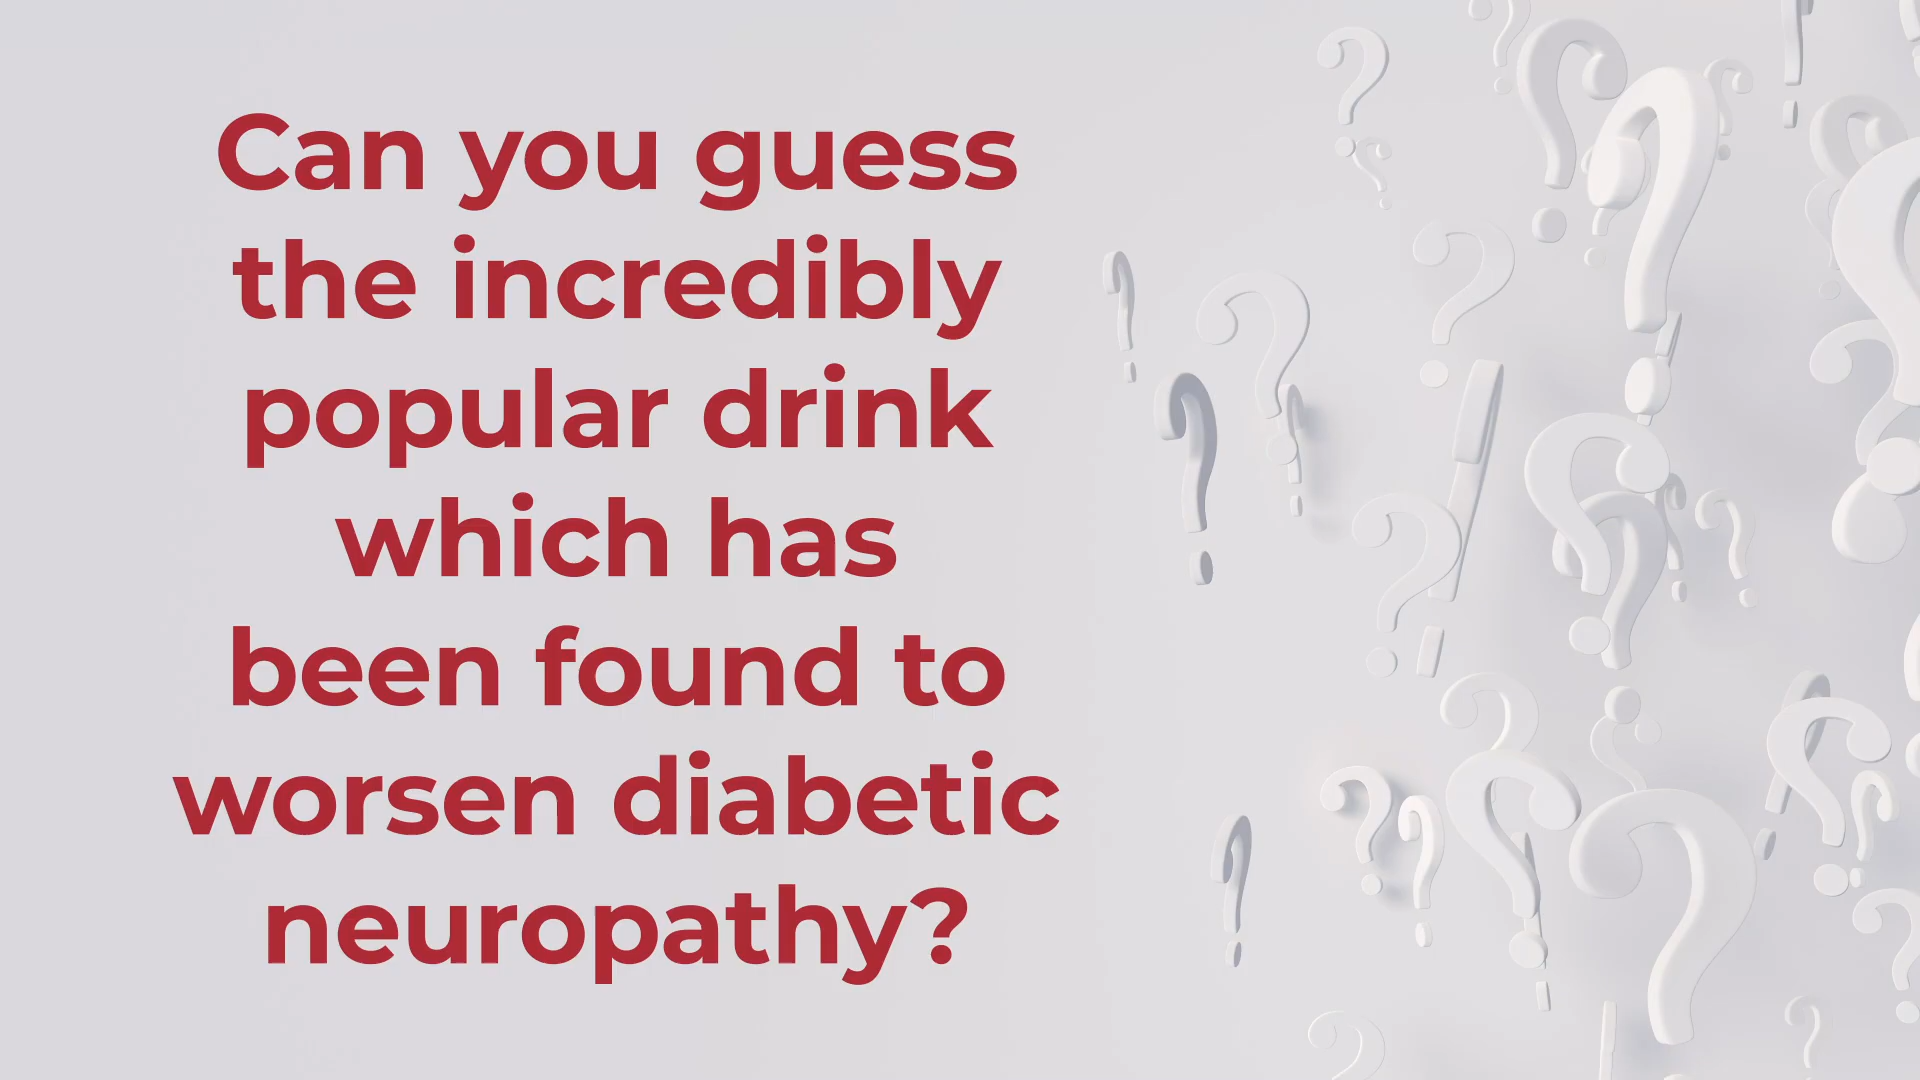 Can you guess
the incredibly
popular drink
which has
been found to
worsen diabetic
neuropathy?